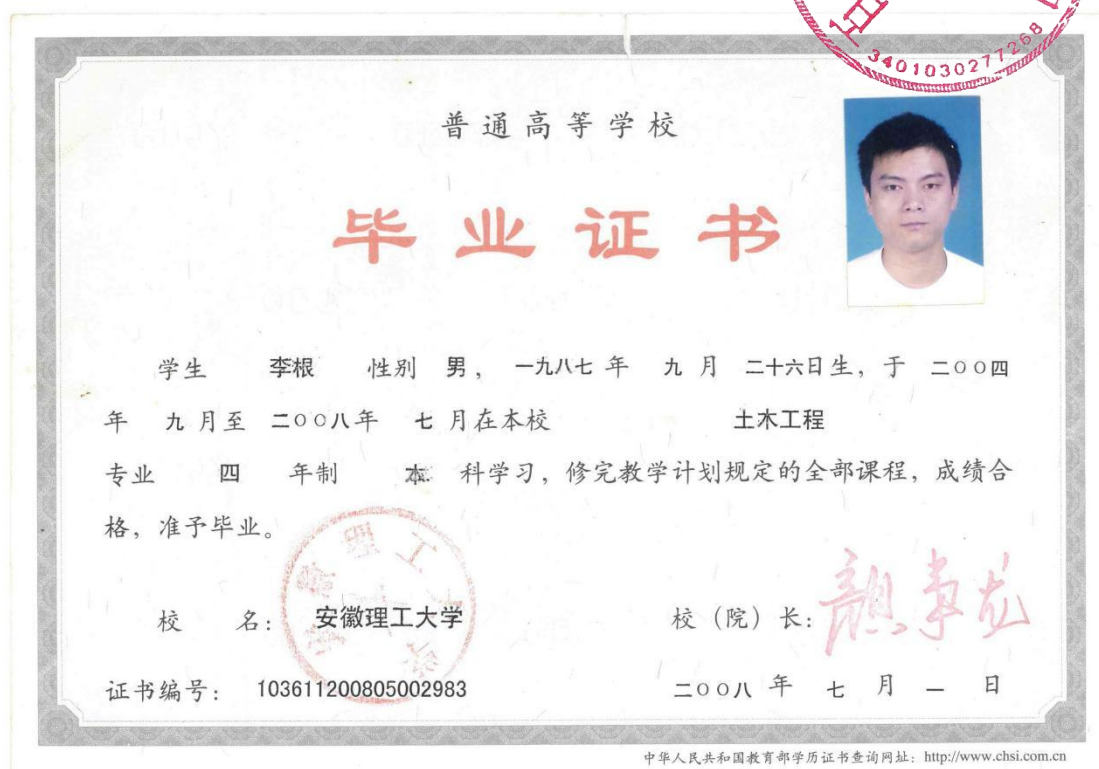 3401030277268
普通高等学校
毕业证书
学生 李根 性别 男, 一九八七 年 九 月 二十六日生, 于 二〇〇四
年 九 月至 二〇〇八年 七 月在本校 土木工程
专业 四 年制 本 科学习, 修完教学计划规定的全部课程, 成绩合
格, 准予毕业。
校 名: 安徽理工大学 校（院）长:
证书编号: 103611200805002983 二〇〇八 年 七 月 一 日
中华人民共和国教育部学历证书查询网址: http://www.chsi.com.cn